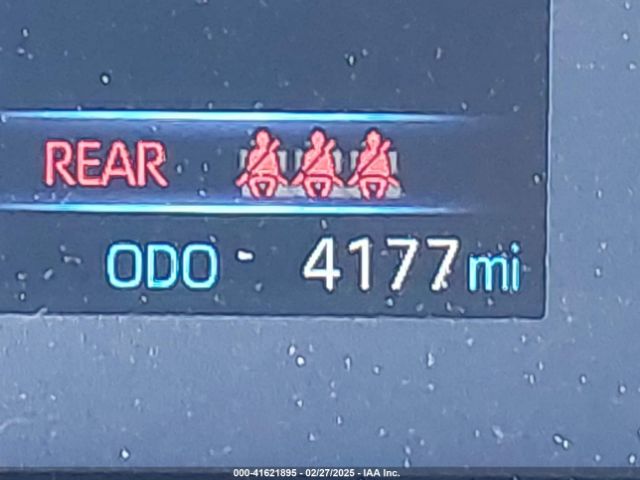 REAR
ODO 4177 mi
000-41621895 - 02/27/2025 - IAA Inc.